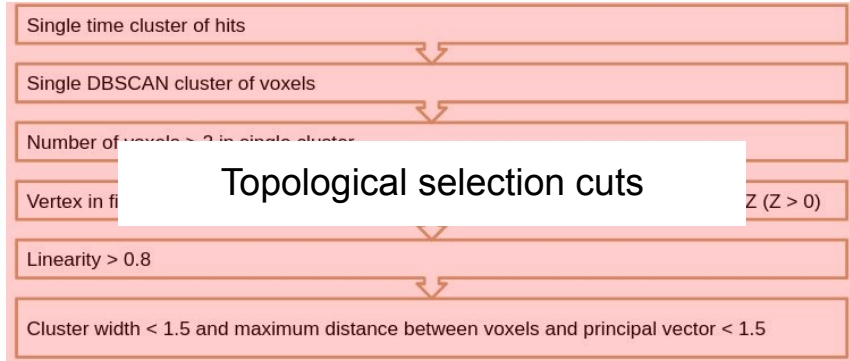 Single time cluster of hits
Single DBSCAN cluster of voxels
Number of
Topological selection cuts
Vertex in Z (Z > 0)
Linearity > 0.8
Cluster width < 1.5 and maximum distance between voxels and principal vector < 1.5